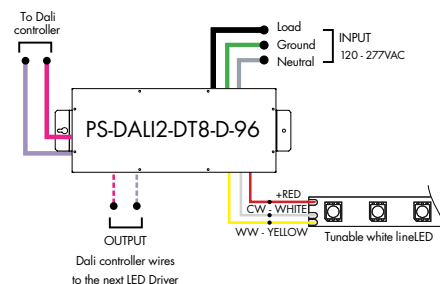 To Dali
controller
Load
Ground
Neutral
INPUT
120 - 277VAC
PS-DALI2-DT8-D-96
+RED
CW - WHITE
WW - YELLOW
Tunable white lineLED
OUTPUT
Dali controller wires
to the next LED Driver